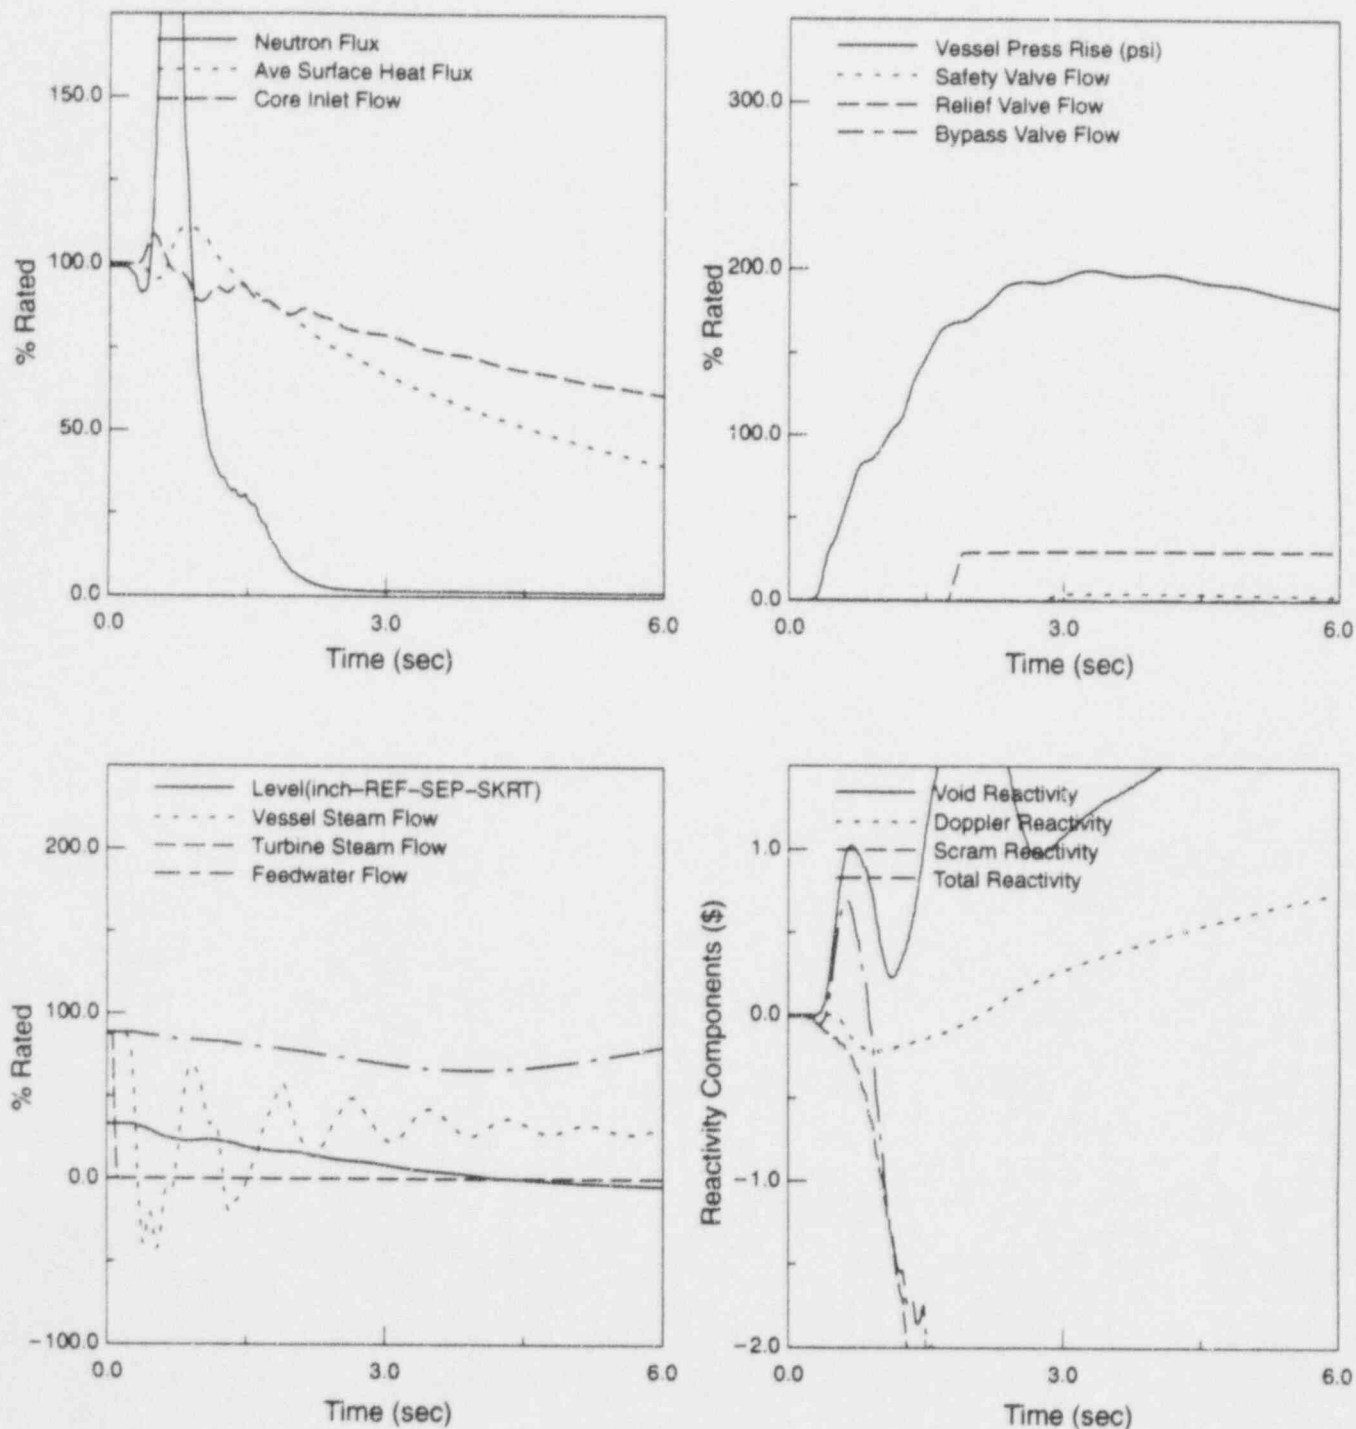 Neutron Flux
Ave Surface Heat Flux
Core Inlet Flow
150.0
100.0
50.0
0.0
% Rated
0.0 3.0 6.0
Time (sec)
Vessel Press Rise (psi)
Safety Valve Flow
Relief Valve Flow
Bypass Valve Flow
300.0
200.0
100.0
0.0
% Rated
0.0 3.0 6.0
Time (sec)
Level(inch-REF-SEP-SKRT)
Vessel Steam Flow
Turbine Steam Flow
Feedwater Flow
200.0
100.0
0.0
-100.0
% Rated
0.0 3.0 6.0
Time (sec)
Void Reactivity
Doppler Reactivity
Scram Reactivity
Total Reactivity
1.0
0.0
-1.0
-2.0
Reactivity Components ($)
0.0 3.0 6.0
Time (sec)